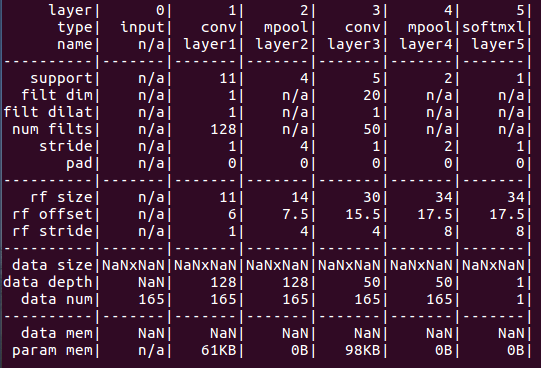 layer| 0| 1| 2| 3| 4| 5|
type| input| conv| mpool| conv| mpool|softmxl|
name| n/a| layer1| layer2| layer3| layer4| layer5|
----------|-------|-------|-------|-------|-------|-------|
support| n/a| 11| 4| 5| 2| 1|
filt dim| n/a| 1| n/a| 20| n/a| n/a|
filt dilat| n/a| 1| n/a| 1| n/a| n/a|
num filts| n/a| 128| n/a| 50| n/a| n/a|
stride| n/a| 1| 4| 1| 2| 1|
pad| n/a| 0| 0| 0| 0| 0|
----------|-------|-------|-------|-------|-------|-------|
rf size| n/a| 11| 14| 30| 34| 34|
rf offset| n/a| 6| 7.5| 15.5| 17.5| 17.5|
rf stride| n/a| 1| 4| 4| 8| 8|
----------|-------|-------|-------|-------|-------|-------|
data size|NaNxNaN|NaNxNaN|NaNxNaN|NaNxNaN|NaNxNaN|NaNxNaN|
data depth| NaN| 128| 128| 50| 50| 1|
data num| 165| 165| 165| 165| 165| 1|
----------|-------|-------|-------|-------|-------|-------|
data mem| NaN| NaN| NaN| NaN| NaN| NaN|
param mem| n/a| 61KB| 0B| 98KB| 0B| 0B|